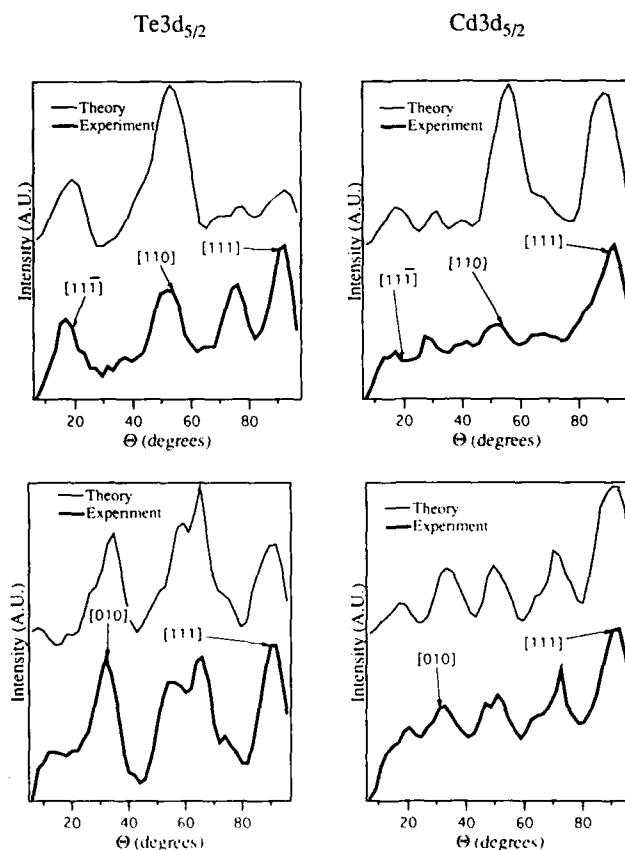 Te3d5/2
Cd3d5/2
Theory
Experiment
Intensity (A.U.)
[111̄]
[110]
[111]
20 40 60 80
Θ (degrees)
Theory
Experiment
Intensity (A.U.)
[111̄]
[110]
[111]
20 40 60 80
Θ (degrees)
Theory
Experiment
Intensity (A.U.)
[010]
[111]
20 40 60 80
Θ (degrees)
Theory
Experiment
Intensity (A.U.)
[010]
[111]
20 40 60 80
Θ (degrees)